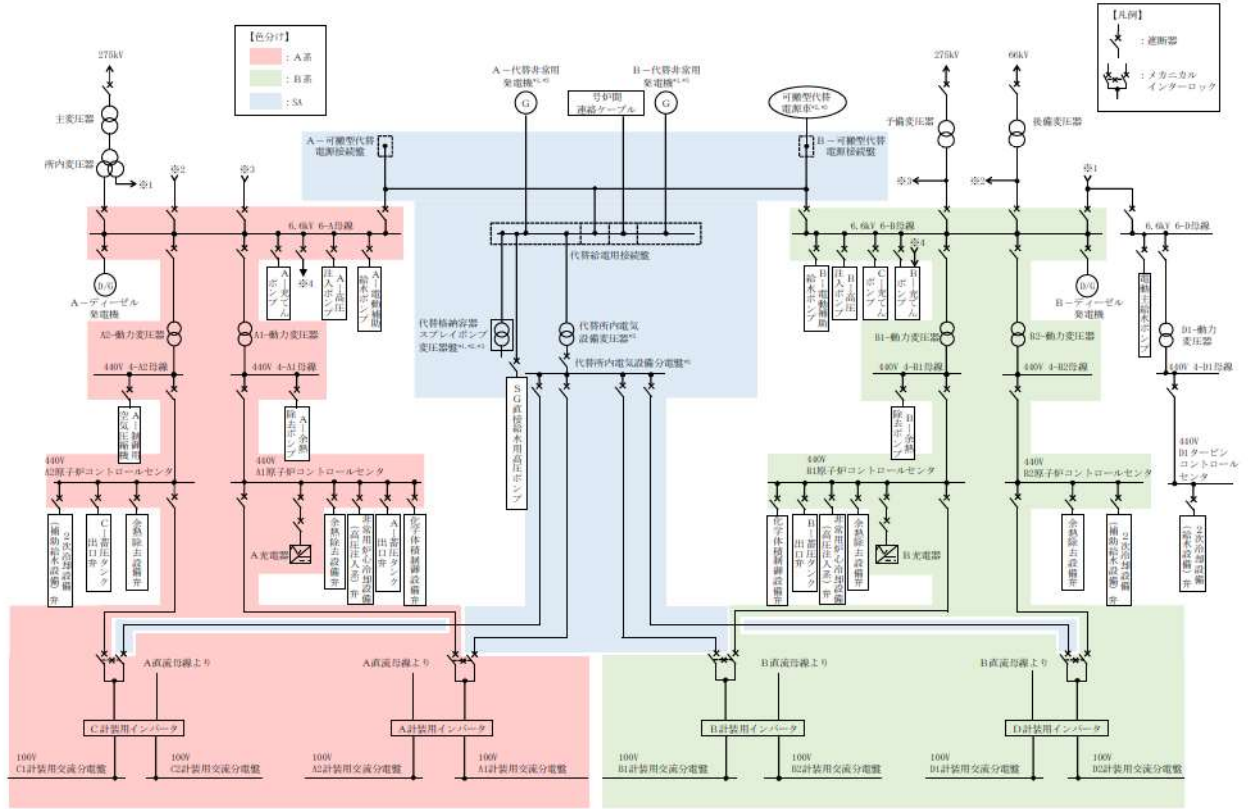 【色分け】
：A系
：B系
：SA
【凡例】
：遮断器
：メカニカル
インターロック
275kV
主変圧器
所内変圧器
※1
※2
※3
A－代替非常用
発電機
G
号炉間
連絡ケーブル
B－代替非常用
発電機
G
可搬型代替
電源車
A－可搬型代替
電源接続盤
B－可搬型代替
電源接続盤
275kV
66kV
予備変圧器
後備変圧器
※3
※2
※1
6.6kV 6-A母線
6.6kV 6-B母線
6.6kV 6-D母線
代替給電用接続盤
D/G
A－ディーゼル
発電機
A－充てん
ポンプ
※4
A－高圧
注入ポンプ
A－電動補助
給水ポンプ
B－電動補助
給水ポンプ
B－高圧
注入ポンプ
C－充てん
ポンプ
※4
B－充てん
ポンプ
D/G
B－ディーゼル
発電機
電動主給水ポンプ
A2-動力変圧器
A1-動力変圧器
代替格納容器
スプレイポンプ
変圧器盤
代替所内電気
設備変圧器
代替所内電気設備分電盤
SG直接給水用高圧ポンプ
B1-動力変圧器
B2-動力変圧器
D1-動力
変圧器
440V 4-A2母線
440V 4-A1母線
440V 4-B1母線
440V 4-B2母線
440V 4-D1母線
A－制御用
空気圧縮機
A－余熱
除去ポンプ
B－余熱
除去ポンプ
440V
A2原子炉コントロールセンタ
440V
A1原子炉コントロールセンタ
440V
B1原子炉コントロールセンタ
440V
B2原子炉コントロールセンタ
440V
D1タービン
コントロール
センタ
2次冷却設備
（補助給水設備）弁
C－蓄圧タンク
出口弁
余熱除去設備弁
A充電器
余熱除去設備弁
非常用炉心冷却設備
（高圧注入系）弁
A－蓄圧タンク
出口弁
化学体積制御設備弁
化学体積制御設備弁
B－蓄圧タンク
出口弁
非常用炉心冷却設備
（高圧注入系）弁
余熱除去設備弁
B充電器
余熱除去設備弁
2次冷却設備
（補助給水設備）弁
2次冷却設備
（給水設備）弁
A直流母線より
A直流母線より
B直流母線より
B直流母線より
C計装用インバータ
A計装用インバータ
B計装用インバータ
D計装用インバータ
100V
C1計装用交流分電盤
100V
C2計装用交流分電盤
100V
A2計装用交流分電盤
100V
A1計装用交流分電盤
100V
B1計装用交流分電盤
100V
B2計装用交流分電盤
100V
D1計装用交流分電盤
100V
D2計装用交流分電盤